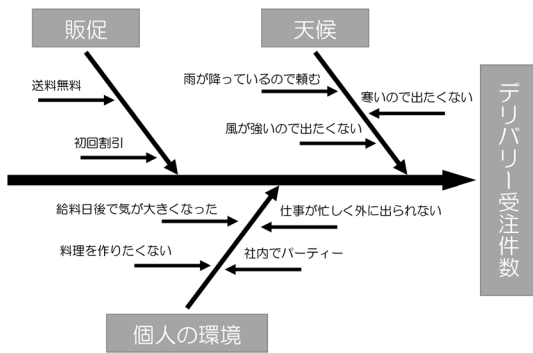 販促
天候
送料無料
初回割引
雨が降っているので頼む
寒いので出たくない
風が強いので出たくない
デリバリー受注件数
給料日後で気が大きくなった
仕事が忙しく外に出られない
料理を作りたくない
社内でパーティー
個人の環境